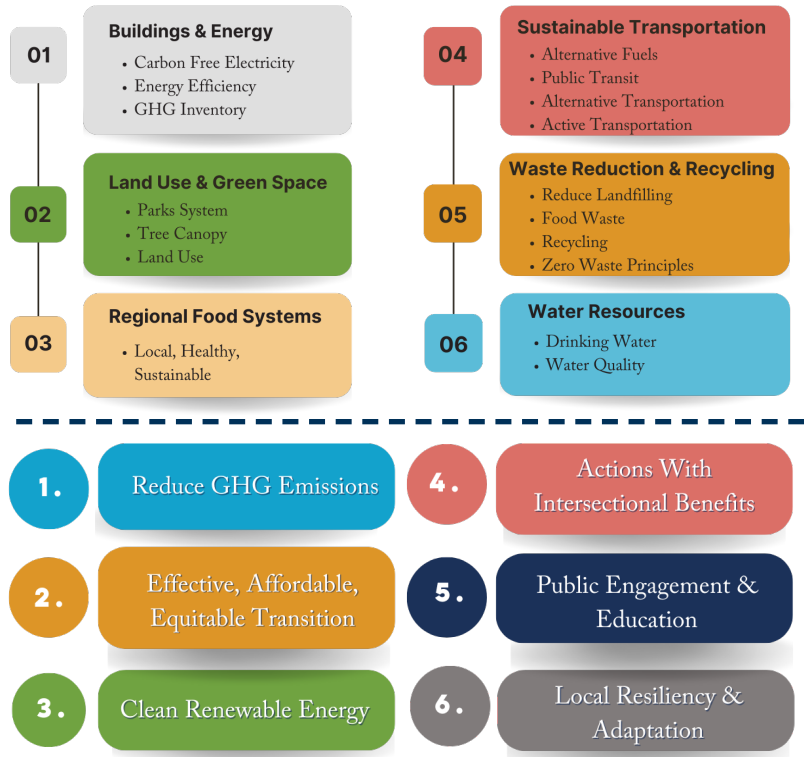 01
Buildings & Energy
• Carbon Free Electricity
• Energy Efficiency
• GHG Inventory
02
Land Use & Green Space
• Parks System
• Tree Canopy
• Land Use
03
Regional Food Systems
• Local, Healthy,
Sustainable
04
Sustainable Transportation
• Alternative Fuels
• Public Transit
• Alternative Transportation
• Active Transportation
05
Waste Reduction & Recycling
• Reduce Landfilling
• Food Waste
• Recycling
• Zero Waste Principles
06
Water Resources
• Drinking Water
• Water Quality
1.
Reduce GHG Emissions
2.
Effective, Affordable,
Equitable Transition
3.
Clean Renewable Energy
4.
Actions With
Intersectional Benefits
5.
Public Engagement &
Education
6.
Local Resiliency &
Adaptation